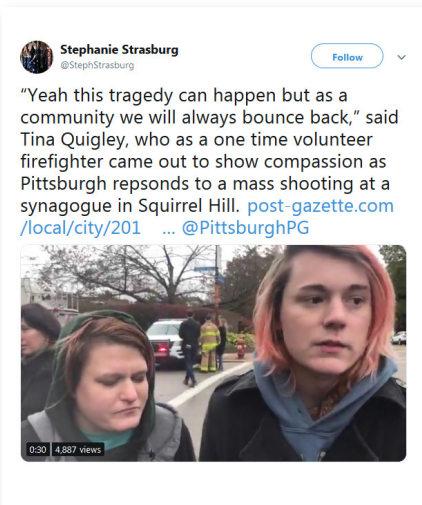 Stephanie Strasburg
@StephStrasburg
Follow
“Yeah this tragedy can happen but as a
community we will always bounce back,” said
Tina Quigley, who as a one time volunteer
firefighter came out to show compassion as
Pittsburgh repsonds to a mass shooting at a
synagogue in Squirrel Hill. post-gazette.com
/local/city/201 ... @PittsburghPG
0:30 4,887 views